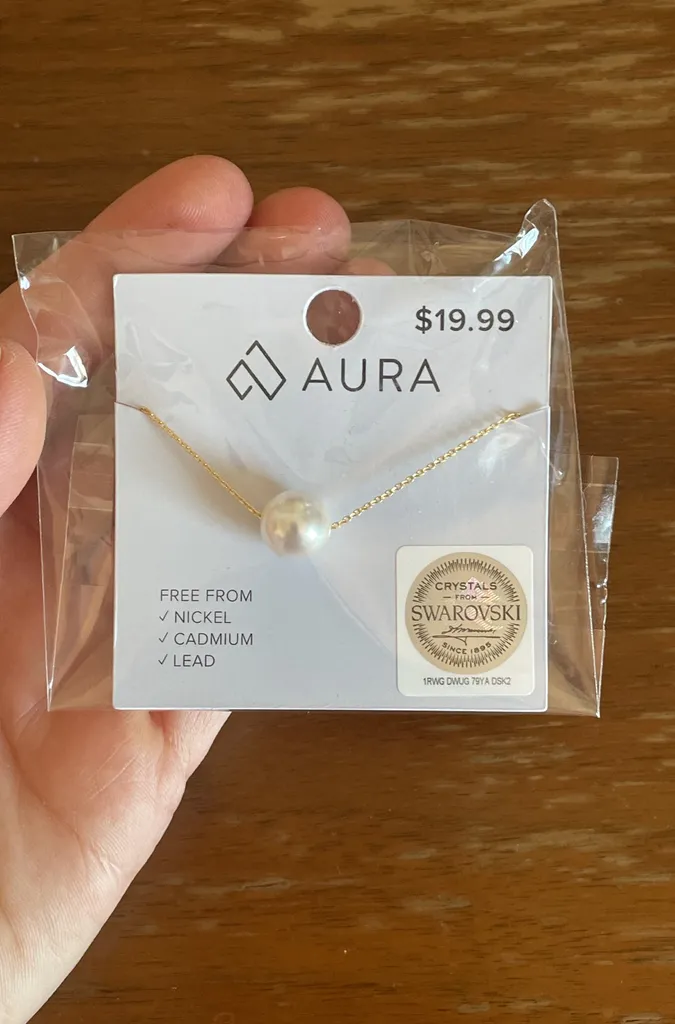 $19.99
AURA
FREE FROM
✓ NICKEL
✓ CADMIUM
✓ LEAD
CRYSTALS
— FROM —
SWAROVSKI
SINCE 1895
1RWG DWUG 79YA DSK2